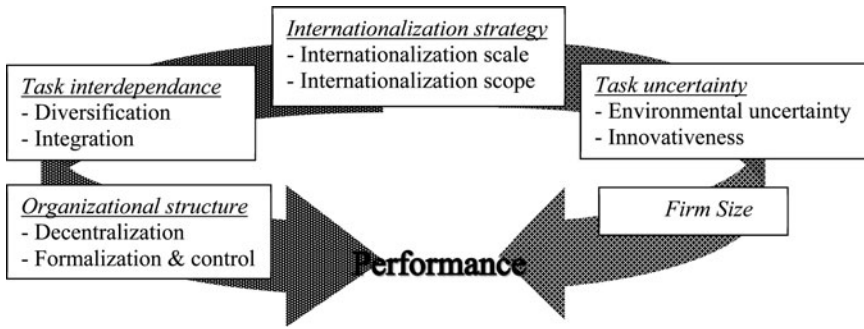 Internationalization strategy
- Internationalization scale
- Internationalization scope
Task interdependance
- Diversification
- Integration
Task uncertainty
- Environmental uncertainty
- Innovativeness
Organizational structure
- Decentralization
- Formalization & control
Firm Size
Performance